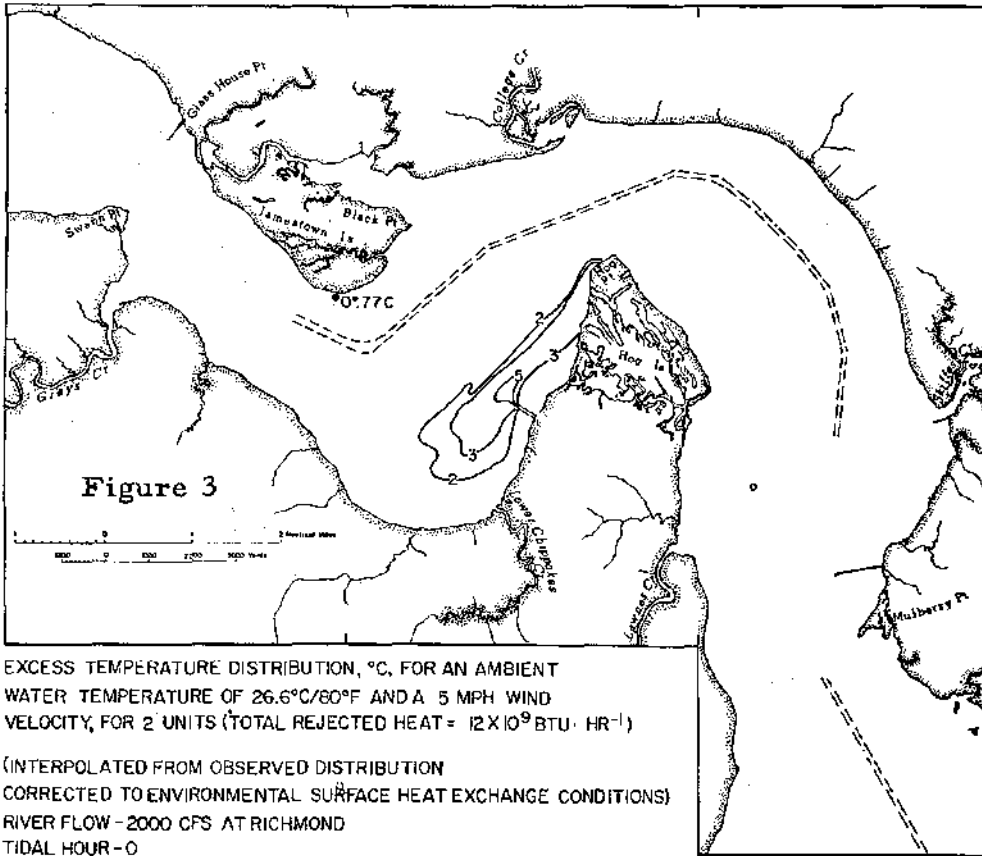 Glass House Pt
College Cr
Swann Pt
Jamestown Is
Black Pt
0°.77C
Grays Cr
2
3
5
3
2
Hog Is
Figure 3
Lower Chippokes Cr
Lawnes Cr
Mulberry Pt
EXCESS TEMPERATURE DISTRIBUTION, °C, FOR AN AMBIENT
WATER TEMPERATURE OF 26.6°C/80°F AND A 5 MPH WIND
VELOCITY, FOR 2 UNITS (TOTAL REJECTED HEAT = 12X10⁹ BTU· HR⁻¹)
(INTERPOLATED FROM OBSERVED DISTRIBUTION
CORRECTED TO ENVIRONMENTAL SURFACE HEAT EXCHANGE CONDITIONS)
RIVER FLOW - 2000 CFS AT RICHMOND
TIDAL HOUR - 0